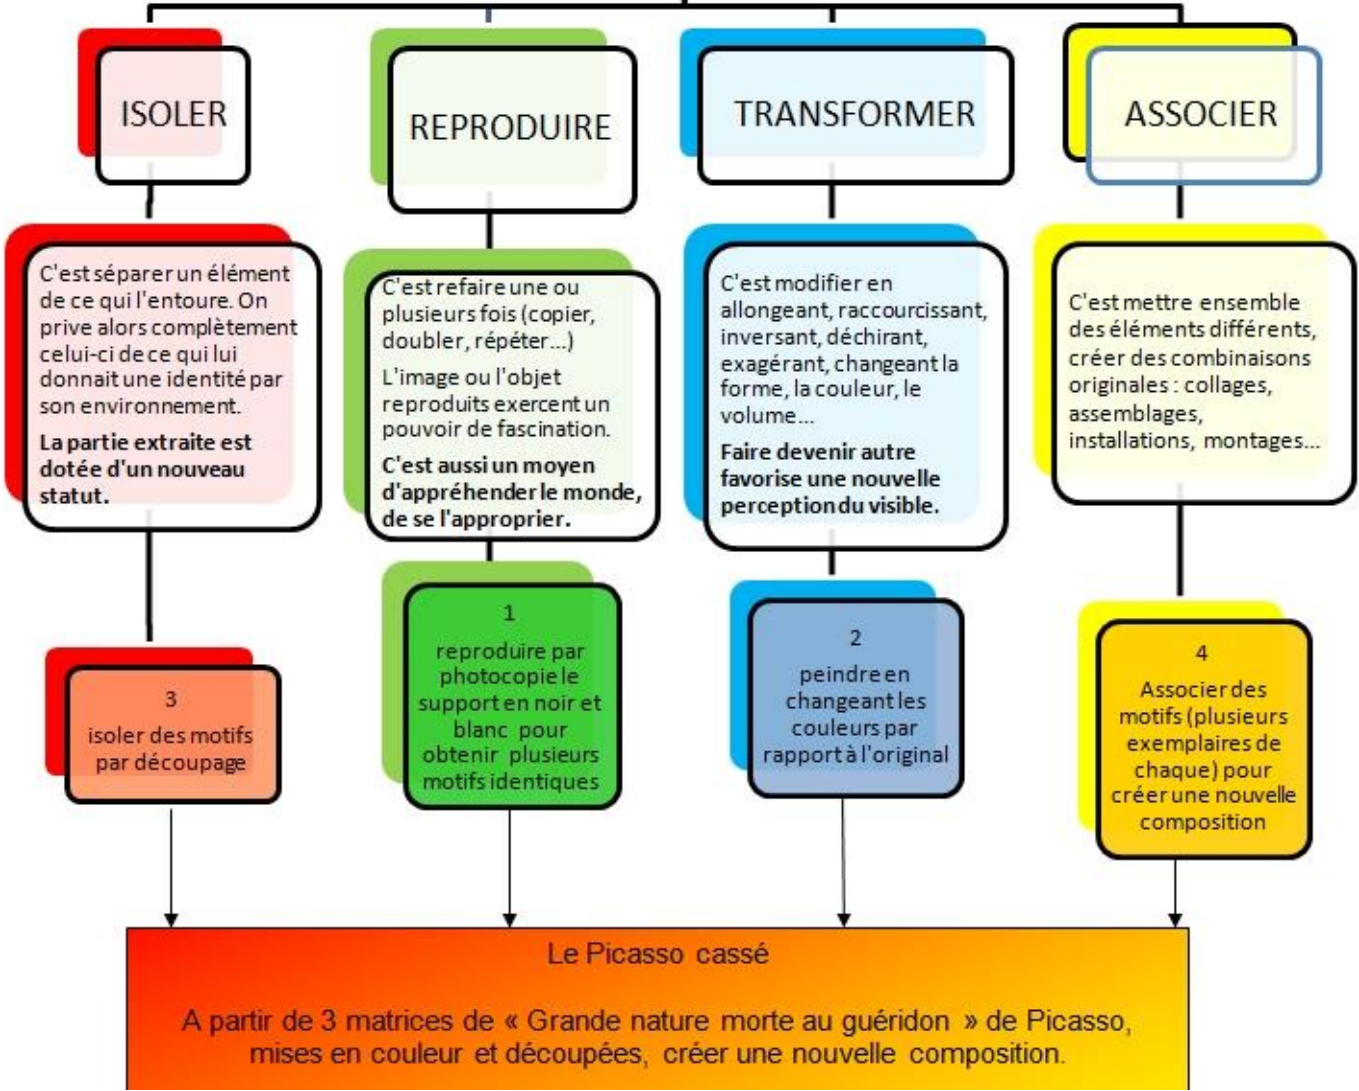 ISOLER
REPRODUIRE
TRANSFORMER
ASSOCIER
C'est séparer un élément
de ce qui l'entoure. On
prive alors complètement
celui-ci de ce qui lui
donnait une identité par
son environnement.
La partie extraite est
dotée d'un nouveau
statut.
C'est refaire une ou
plusieurs fois (copier,
doubler, répéter...)
L'image ou l'objet
reproduits exercent un
pouvoir de fascination.
C'est aussi un moyen
d'appréhender le monde,
de se l'approprier.
C'est modifier en
allongeant, raccourcissant,
inversant, déchirant,
exagérant, changeant la
forme, la couleur, le
volume...
Faire devenir autre
favorise une nouvelle
perception du visible.
C'est mettre ensemble
des éléments différents,
créer des combinaisons
originales : collages,
assemblages,
installations, montages...
3
isoler des motifs
par découpage
1
reproduire par
photocopie le
support en noir et
blanc pour
obtenir plusieurs
motifs identiques
2
peindre en
changeant les
couleurs par
rapport à l'original
4
Associer des
motifs (plusieurs
exemplaires de
chaque) pour
créer une nouvelle
composition
Le Picasso cassé
A partir de 3 matrices de « Grande nature morte au guéridon » de Picasso,
mises en couleur et découpées, créer une nouvelle composition.